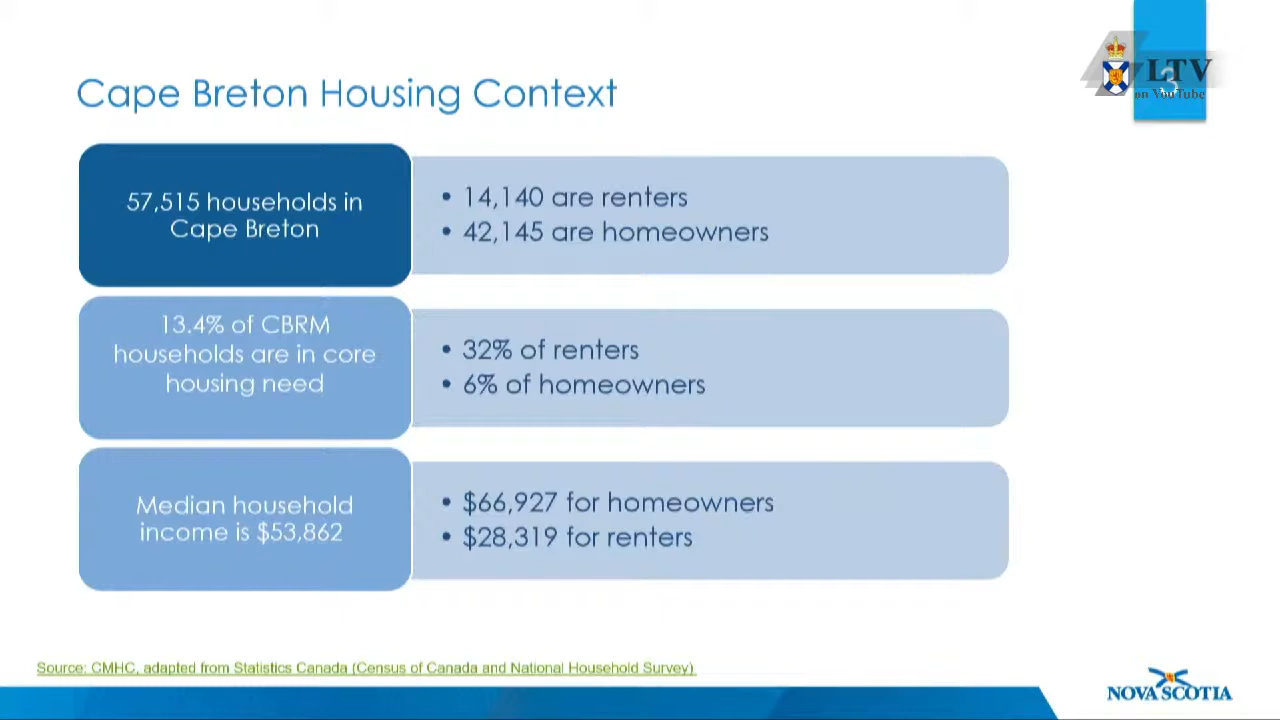 LTV
3
on YouTube
Cape Breton Housing Context
57,515 households in
Cape Breton
• 14,140 are renters
• 42,145 are homeowners
13.4% of CBRM
households are in core
housing need
• 32% of renters
• 6% of homeowners
Median household
income is $53,862
• $66,927 for homeowners
• $28,319 for renters
Source: CMHC, adapted from Statistics Canada (Census of Canada and National Household Survey)
NOVA SCOTIA